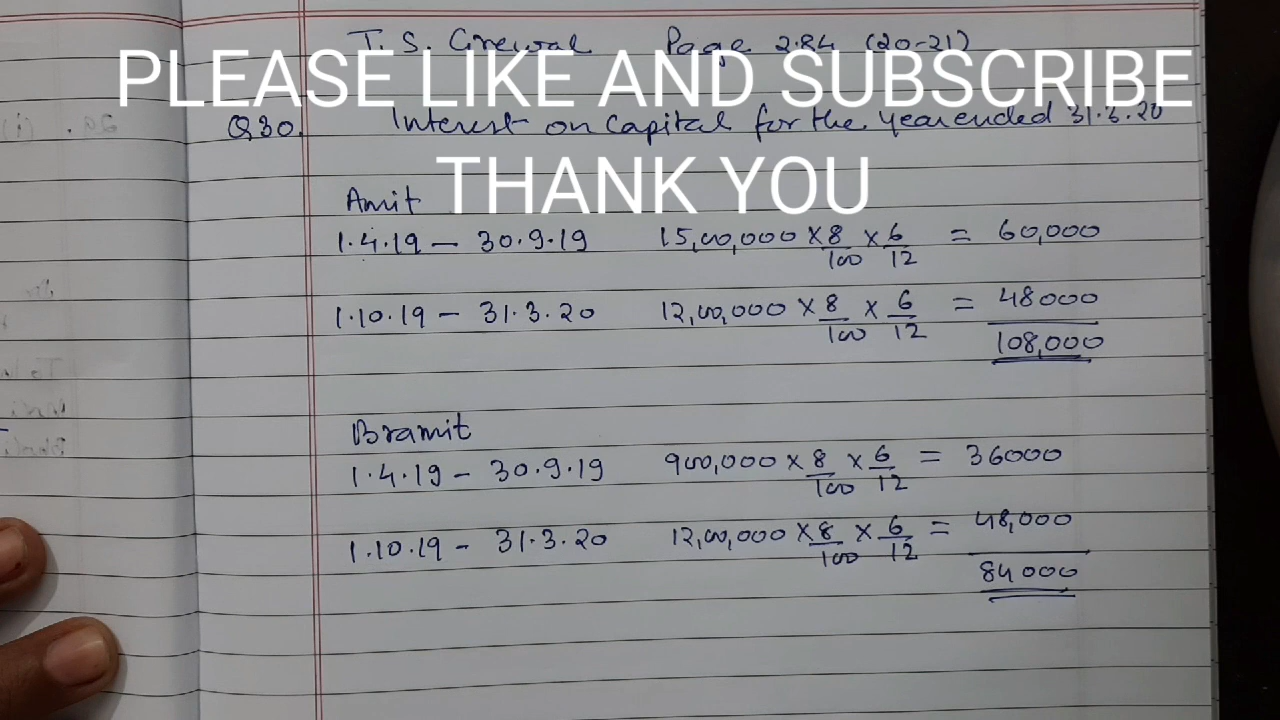 T. S. Grewal Page 2.84 (20-21)
PLEASE LIKE AND SUBSCRIBE
Q30. Interest on Capital for the year ended 31.3.20
THANK YOU
Amit
1.4.19 – 30.9.19 15,00,000 × 8/100 × 6/12 = 60,000
1.10.19 – 31.3.20 12,00,000 × 8/100 × 6/12 = 48000
108,000
Bramit
1.4.19 – 30.9.19 900,000 × 8/100 × 6/12 = 36000
1.10.19 – 31.3.20 12,00,000 × 8/100 × 6/12 = 48,000
84000